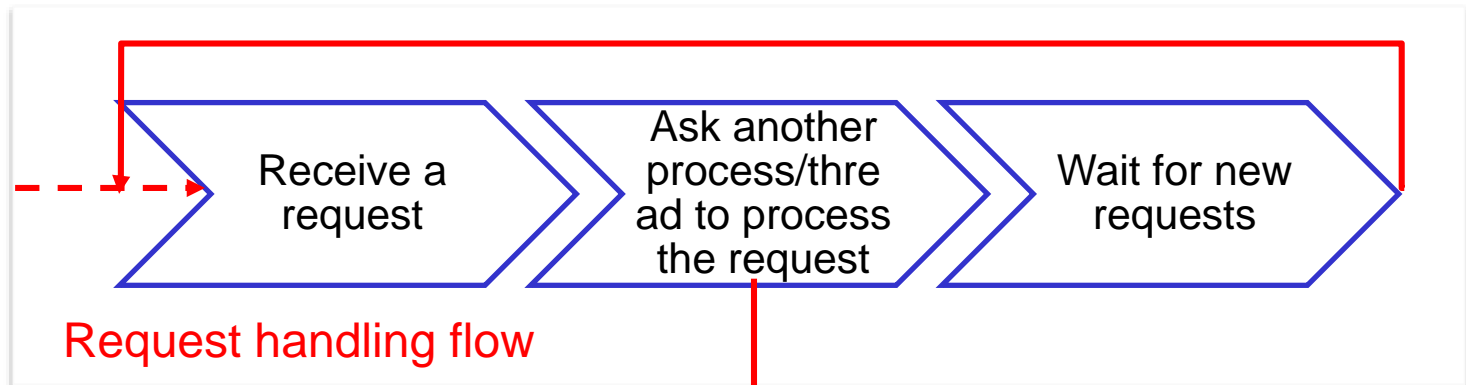 Receive a
request
Ask another
process/thre
ad to process
the request
Wait for new
requests
Request handling flow